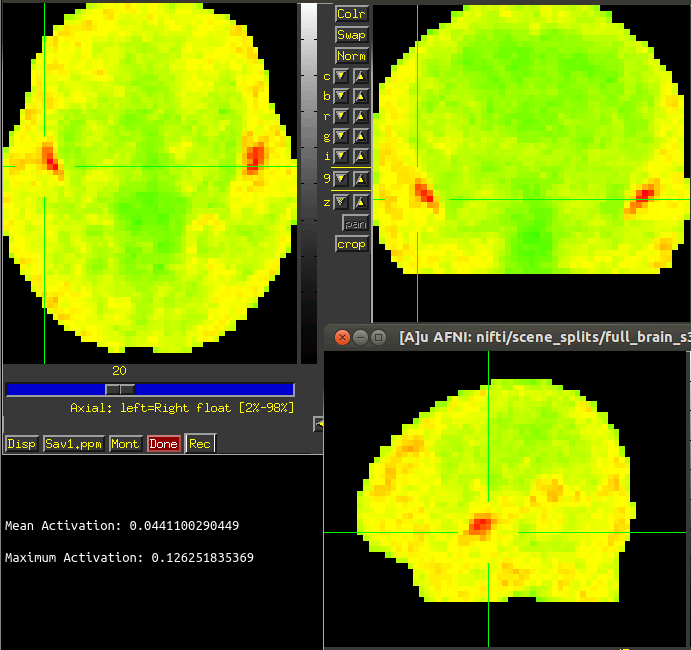 Colr
Swap
Norm
c
b
r
g
i
9
z
pan
crop
20
Axial: left=Right float [2%-98%]
Disp Sav1.ppm Mont Done Rec
[A]u AFNI: nifti/scene_splits/full_brain_s3
Mean Activation: 0.0441100290449
Maximum Activation: 0.126251835369